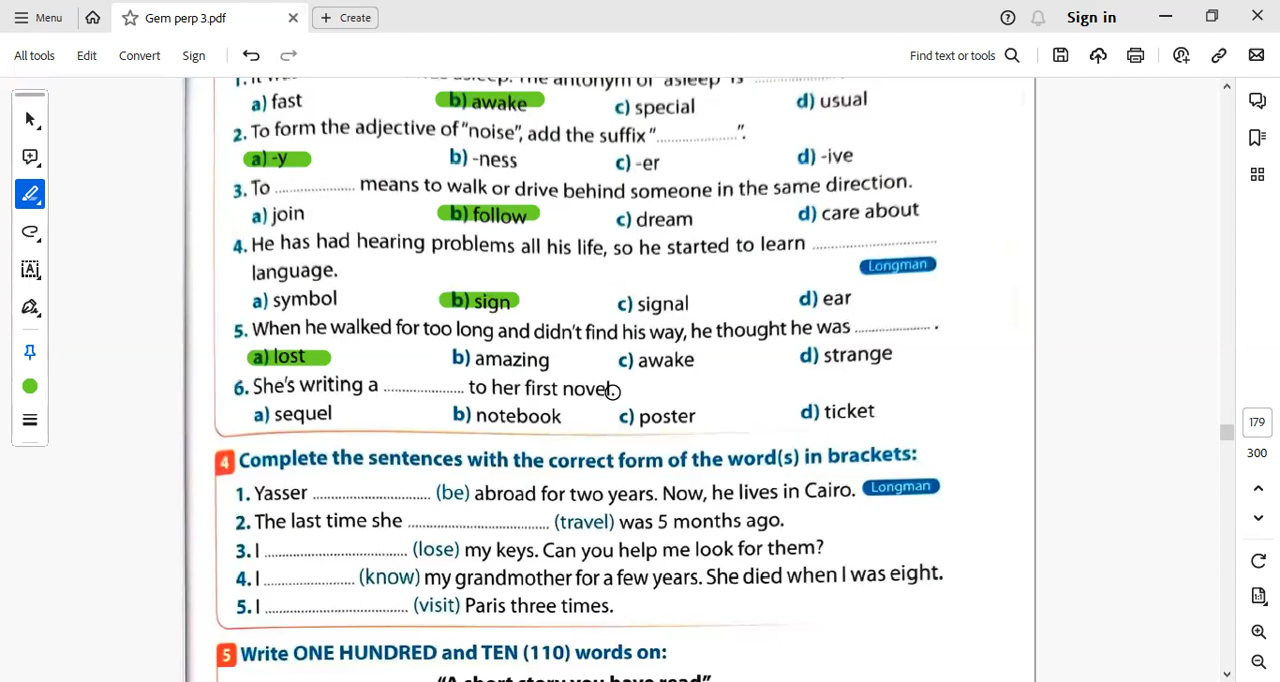 Menu
Gem perp 3.pdf
Create
Sign in
All tools Edit Convert Sign
Find text or tools
"asleep" is ..................
a) fast b) awake c) special d) usual
2. To form the adjective of "noise", add the suffix "..................".
a) -y b) -ness c) -er d) -ive
3. To .................. means to walk or drive behind someone in the same direction.
a) join b) follow c) dream d) care about
4. He has had hearing problems all his life, so he started to learn ..................
language. Longman
a) symbol b) sign c) signal d) ear
5. When he walked for too long and didn't find his way, he thought he was .................. .
a) lost b) amazing c) awake d) strange
6. She's writing a .................. to her first novel.
a) sequel b) notebook c) poster d) ticket
4 Complete the sentences with the correct form of the word(s) in brackets:
1. Yasser .................. (be) abroad for two years. Now, he lives in Cairo. Longman
2. The last time she .................. (travel) was 5 months ago.
3. I .................. (lose) my keys. Can you help me look for them?
4. I .................. (know) my grandmother for a few years. She died when I was eight.
5. I .................. (visit) Paris three times.
5 Write ONE HUNDRED and TEN (110) words on:
"A short story you have read"
179
300